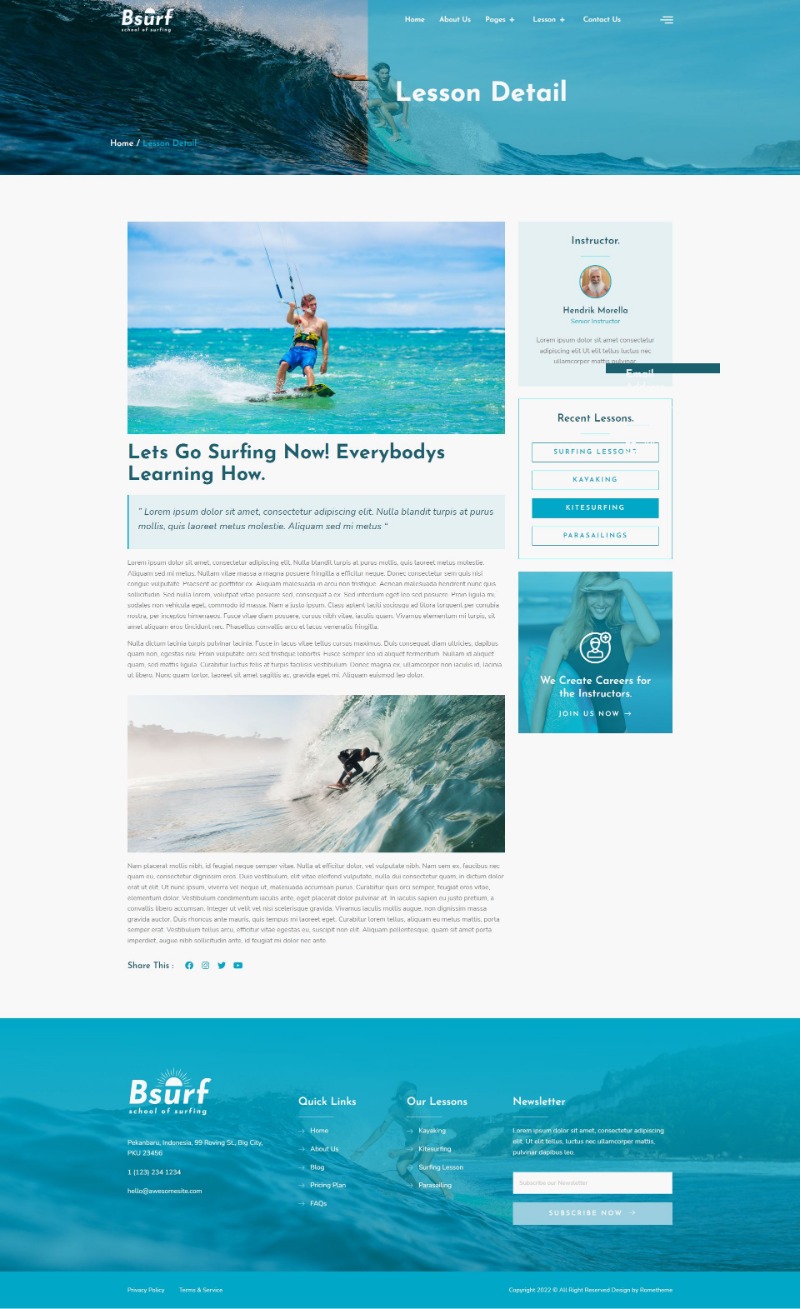 Bsurf
school of surfing
Home
About Us
Pages +
Lesson +
Contact Us
Lesson Detail
Home / Lesson Detail
Lets Go Surfing Now! Everybodys
Learning How.
" Lorem ipsum dolor sit amet, consectetur adipiscing elit. Nulla blandit turpis at purus
mollis, quis laoreet metus molestie. Aliquam sed mi metus "
Lorem ipsum dolor sit amet, consectetur adipiscing elit. Nulla blandit turpis at purus mollis, quis laoreet metus molestie.
Aliquam sed mi metus. Nullam vitae massa a magna posuere fringilla a efficitur neque. Donec consectetur sem quis nisl
congue vulputate. Praesent ac porttitor ex. Aliquam malesuada in arcu non tristique. Aenean malesuada hendrerit nunc quis
sollicitudin. Sed nulla lorem, volutpat vitae posuere sed, consequat a ex. Sed interdum eget leo sed posuere. Proin ligula mi,
sodales non vehicula eget, commodo id massa. Nam a justo ipsum. Class aptent taciti sociosqu ad litora torquent per conubia
nostra, per inceptos himenaeos. Fusce vitae diam posuere, cursus nibh vitae, iaculis quam. Vivamus elementum mi turpis, sit
amet aliquam eros tincidunt nec. Phasellus convallis arcu et lacus venenatis fringilla.
Nulla dictum lacinia turpis pulvinar lacinia. Fusce in lacus vitae tellus cursus maximus. Duis consequat diam ultricies, dapibus
quam non, egestas nisi. Proin vulputate orci sed tristique lobortis. Fusce semper leo id aliquet fermentum. Nullam id aliquet
quam, sed mattis ligula. Curabitur luctus felis at turpis facilisis vestibulum. Donec magna ex, ullamcorper non iaculis id, lacinia
ut libero. Nunc quam tortor, laoreet sit amet sagittis ac, gravida eget mi. Aliquam euismod leo dolor.
Nam placerat mollis nibh, id feugiat neque semper vitae. Nulla at efficitur dolor, vel vulputate nibh. Nam sem ex, faucibus nec
quam eu, consectetur dignissim eros. Duis vestibulum, elit vitae eleifend vulputate, nulla dui consectetur quam, in dictum dolor
erat ut elit. Ut nunc ipsum, viverra vel neque ut, malesuada accumsan purus. Curabitur quis orci semper, feugiat eros vitae,
elementum dolor. Vestibulum condimentum iaculis ante, eget placerat dolor pulvinar at. In iaculis sapien eu justo pretium, a
convallis libero accumsan. Integer ut velit vel nisi scelerisque gravida. Vivamus iaculis mollis augue, non dignissim massa
gravida auctor. Duis rhoncus ante mauris, quis tempus mi laoreet eget. Curabitur lorem tellus, aliquam eu metus mattis, porta
semper erat. Vestibulum tellus arcu, efficitur vitae egestas eu, suscipit non elit. Aliquam pellentesque, quam sit amet porta
imperdiet, augue nibh sollicitudin ante, id feugiat mi dolor nec ante.
Share This :
Instructor.
Hendrik Morella
Senior Instructor
Lorem ipsum dolor sit amet consectetur
adipiscing elit Ut elit tellus luctus nec
ullamcorper mattis pulvinar
Email
Recent Lessons.
SURFING LESSONS
KAYAKING
KITESURFING
PARASAILINGS
We Create Careers for
the Instructors.
JOIN US NOW →
Bsurf
school of surfing
Pekanbaru, Indonesia, 99 Roving St., Big City,
PKU 23456
1 (123) 234 1234
hello@awesomesite.com
Quick Links
→ Home
→ About Us
→ Blog
→ Pricing Plan
→ FAQs
Our Lessons
→ Kayaking
→ Kitesurfing
→ Surfing Lesson
→ Parasailing
Newsletter
Lorem ipsum dolor sit amet, consectetur adipiscing
elit. Ut elit tellus, luctus nec ullamcorper mattis,
pulvinar dapibus leo.
Subscribe our Newsletter
SUBSCRIBE NOW →
Privacy Policy
Terms & Service
Copyright 2022 © All Right Reserved Design by Rometheme